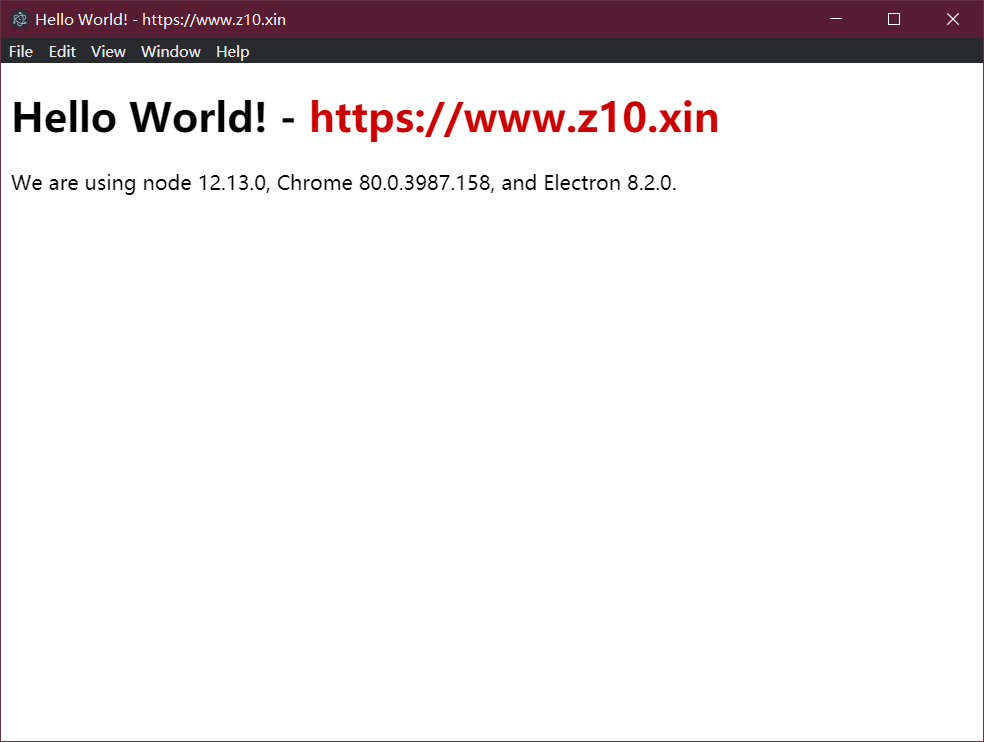 Hello World! - https://www.z10.xin
File Edit View Window Help
Hello World! - https://www.z10.xin
We are using node 12.13.0, Chrome 80.0.3987.158, and Electron 8.2.0.